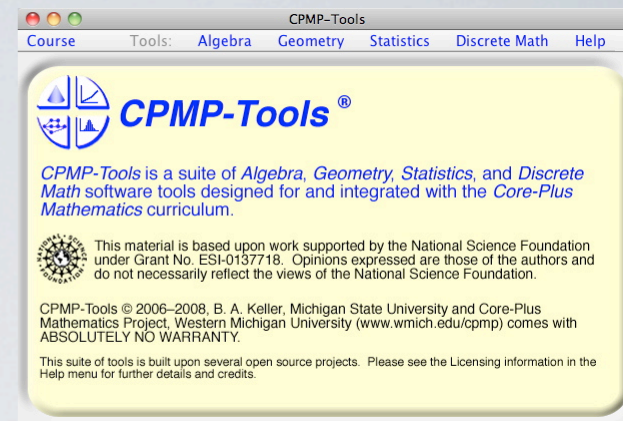 CPMP-Tools
Course Tools: Algebra Geometry Statistics Discrete Math Help
CPMP-Tools ®
CPMP-Tools is a suite of Algebra, Geometry, Statistics, and Discrete
Math software tools designed for and integrated with the Core-Plus
Mathematics curriculum.
NATIONAL SCIENCE FOUNDATION
This material is based upon work supported by the National Science Foundation
under Grant No. ESI-0137718. Opinions expressed are those of the authors and
do not necessarily reflect the views of the National Science Foundation.
CPMP-Tools © 2006–2008, B. A. Keller, Michigan State University and Core-Plus
Mathematics Project, Western Michigan University (www.wmich.edu/cpmp) comes with
ABSOLUTELY NO WARRANTY.
This suite of tools is built upon several open source projects. Please see the Licensing information in the
Help menu for further details and credits.